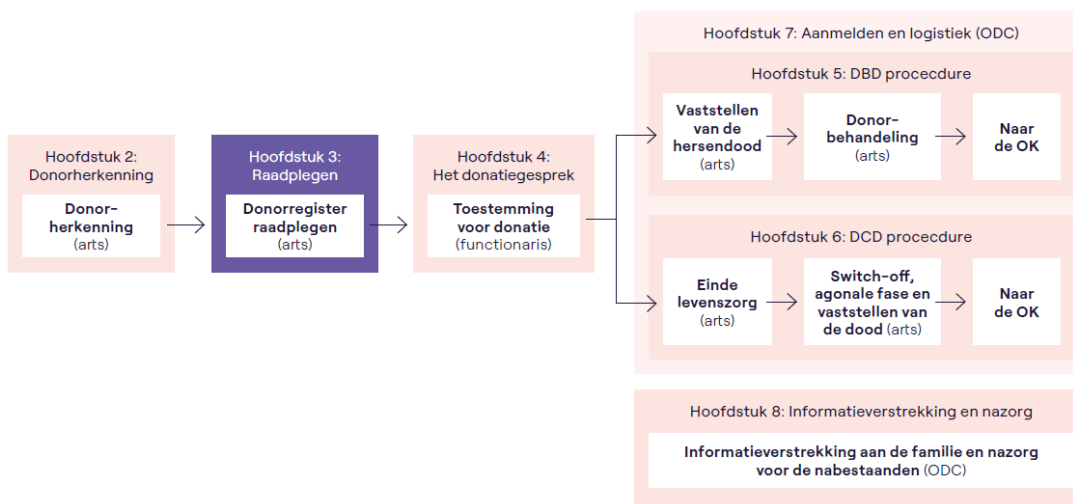 Hoofdstuk 2:
Donorherkenning
Donor-
herkenning
(arts)
Hoofdstuk 3:
Raadplegen
Donorregister
raadplegen
(arts)
Hoofdstuk 4:
Het donatiegesprek
Toestemming
voor donatie
(functionaris)
Hoofdstuk 7: Aanmelden en logistiek (ODC)
Hoofdstuk 5: DBD procecdure
Vaststellen
van de
hersendood
(arts)
Donor-
behandeling
(arts)
Naar
de OK
Hoofdstuk 6: DCD procecdure
Einde
levenszorg
(arts)
Switch-off,
agonale fase en
vaststellen van
de dood (arts)
Naar
de OK
Hoofdstuk 8: Informatieverstrekking en nazorg
Informatieverstrekking aan de familie en nazorg
voor de nabestaanden (ODC)